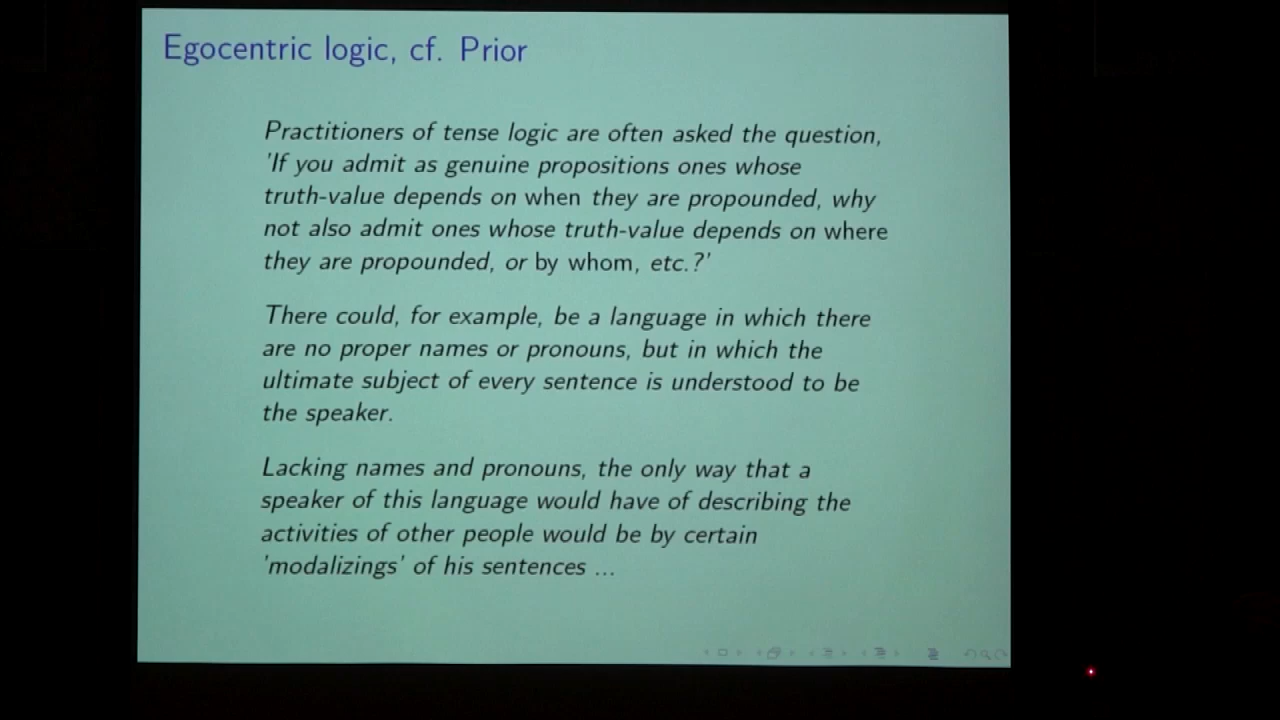 Egocentric logic, cf. Prior
Practitioners of tense logic are often asked the question,
'If you admit as genuine propositions ones whose
truth-value depends on when they are propounded, why
not also admit ones whose truth-value depends on where
they are propounded, or by whom, etc.?'
There could, for example, be a language in which there
are no proper names or pronouns, but in which the
ultimate subject of every sentence is understood to be
the speaker.
Lacking names and pronouns, the only way that a
speaker of this language would have of describing the
activities of other people would be by certain
'modalizings' of his sentences ...